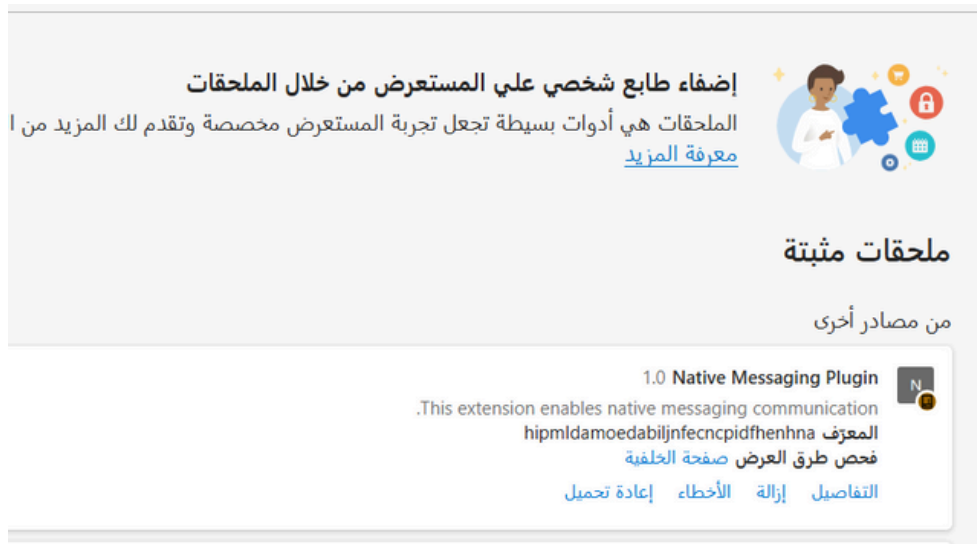 إضفاء طابع شخصي علي المستعرض من خلال الملحقات
الملحقات هي أدوات بسيطة تجعل تجربة المستعرض مخصصة وتقدم لك المزيد من ا
معرفة المزيد
ملحقات مثبتة
من مصادر أخرى
N
Native Messaging Plugin 1.0
This extension enables native messaging communication.
المعرّف hipmldamoedabiljnfecncpidfhenhna
فحص طرق العرض صفحة الخلفية
التفاصيل إزالة الأخطاء إعادة تحميل